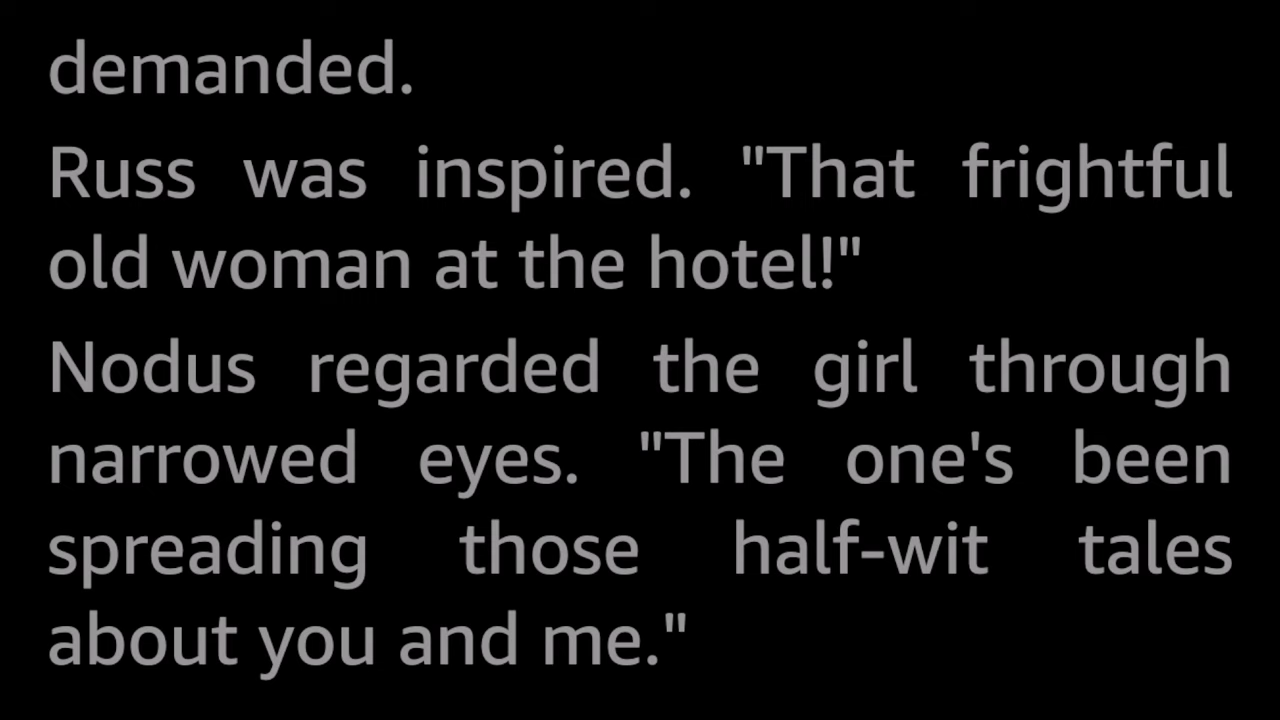 demanded.
Russ was inspired. "That frightful
old woman at the hotel!"
Nodus regarded the girl through
narrowed eyes. "The one's been
spreading those half-wit tales
about you and me."